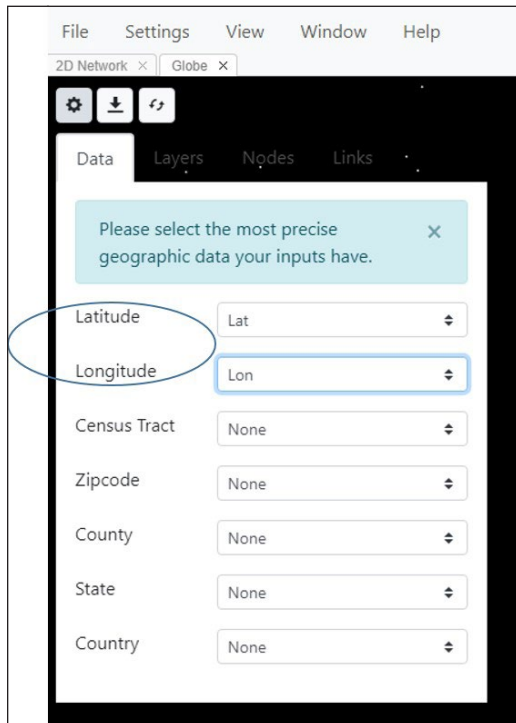 File Settings View Window Help
2D Network × Globe ×
Data Layers Nodes Links
Please select the most precise ×
geographic data your inputs have.
Latitude Lat
Longitude Lon
Census Tract None
Zipcode None
County None
State None
Country None